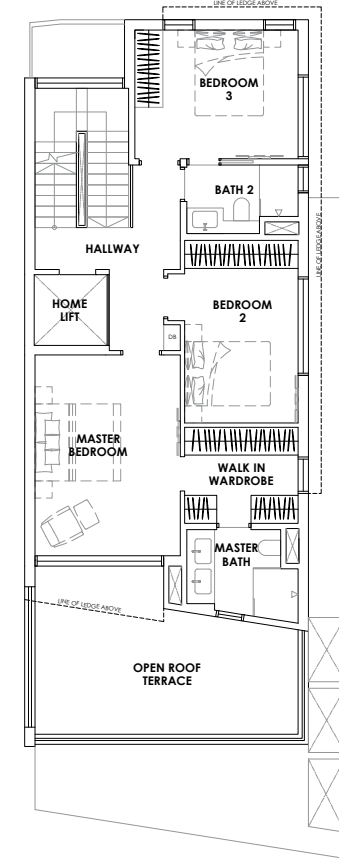 LINE OF LEDGE ABOVE
BEDROOM
3
BATH 2
LINE OF LEDGE ABOVE
HALLWAY
HOME
LIFT
BEDROOM
2
DB
MASTER
BEDROOM
WALK IN
WARDROBE
MASTER
BATH
LINE OF LEDGE ABOVE
OPEN ROOF
TERRACE